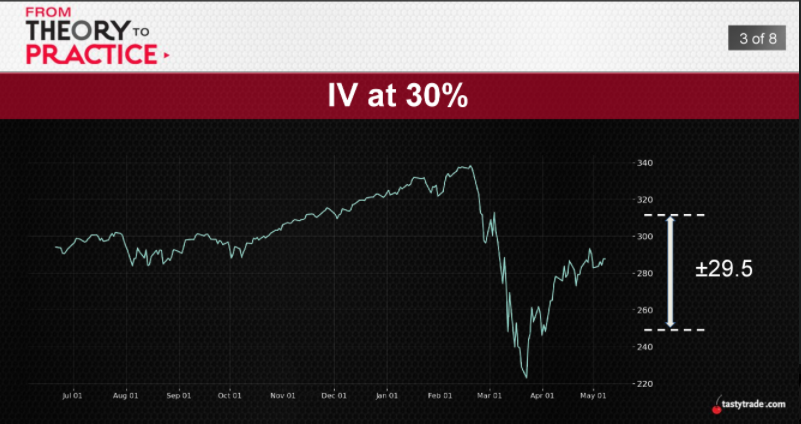 FROM
THEORY TO
PRACTICE
3 of 8
IV at 30%
340
320
300
280
260
240
220
±29.5
Jul 01 Aug 01 Sep 01 Oct 01 Nov 01 Dec 01 Jan 01 Feb 01 Mar 01 Apr 01 May 01
tastytrade.com